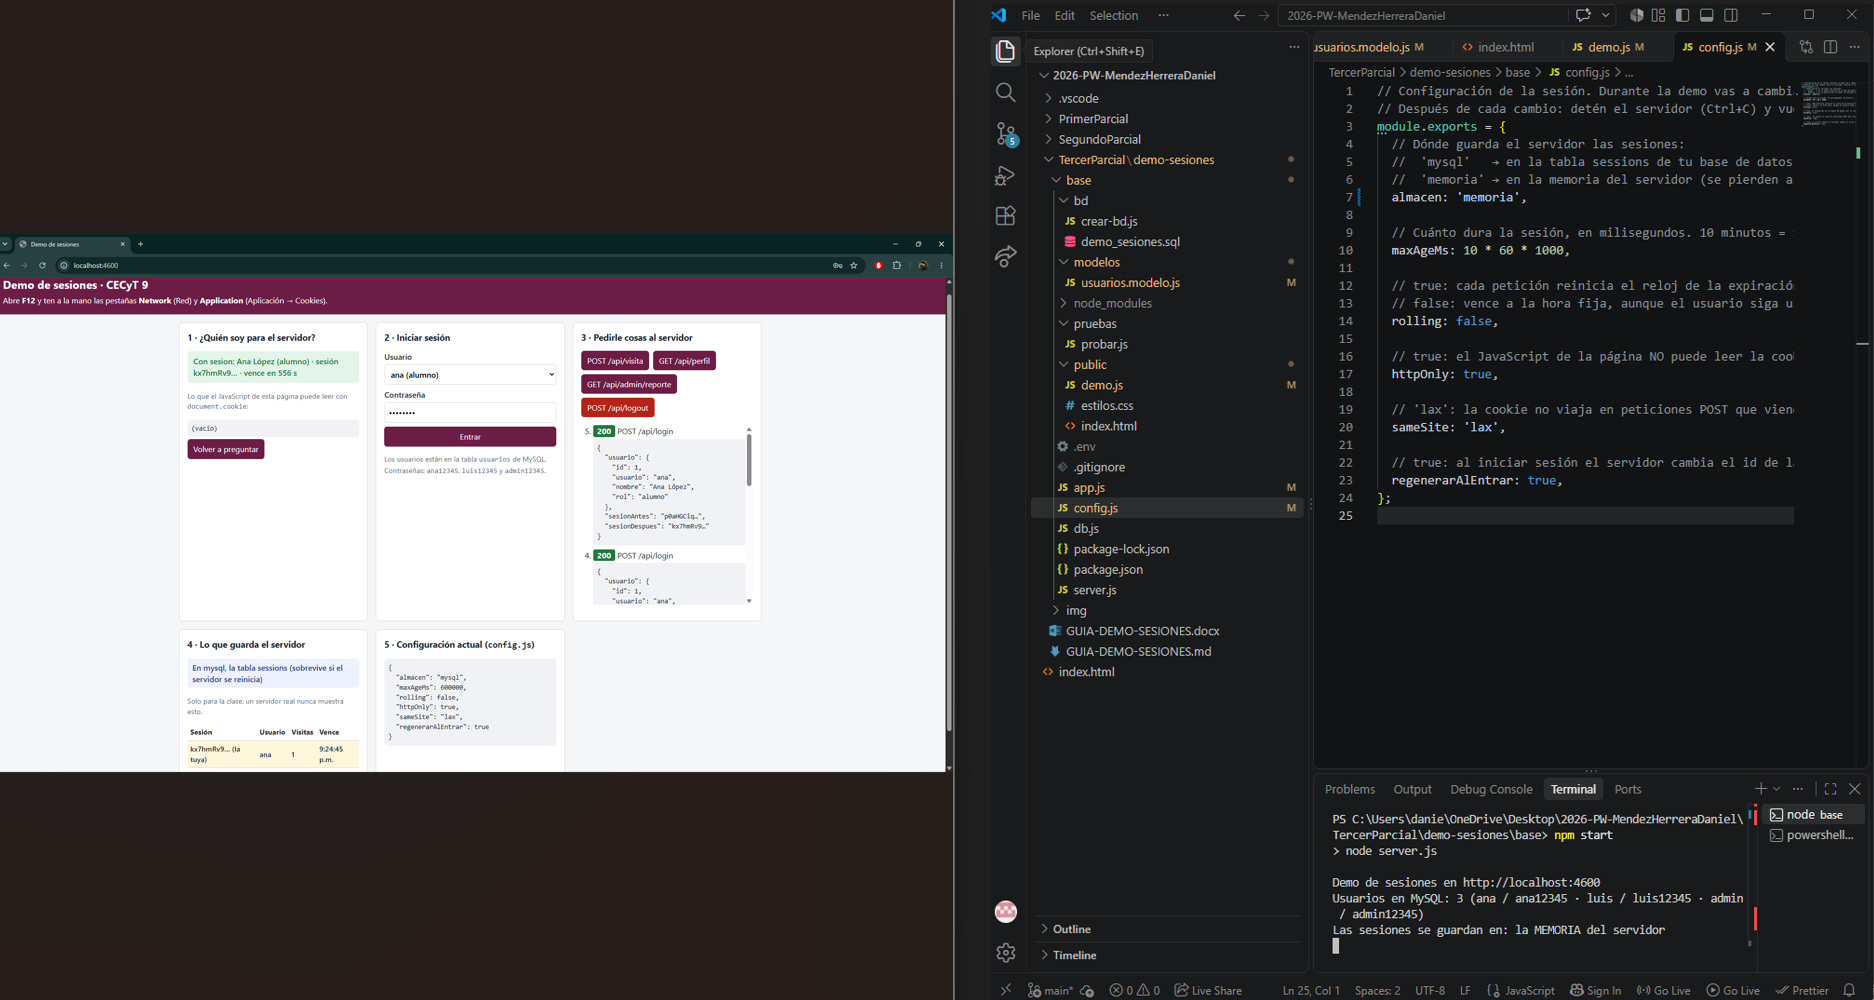 Demo de sesiones
localhost:4600
Demo de sesiones · CECyT 9
Abre F12 y ten a la mano las pestañas Network (Red) y Application (Aplicación → Cookies).
1 · ¿Quién soy para el servidor?
Con sesion: Ana López (alumno) · sesión
kx7hmRv9... · vence en 556 s
Lo que el JavaScript de esta página puede leer con
document.cookie:
(vacio)
Volver a preguntar
2 · Iniciar sesión
Usuario
ana (alumno)
Contraseña
••••••••
Entrar
Los usuarios están en la tabla usuarios de MySQL.
Contraseñas: ana12345, luis12345 y admin12345.
3 · Pedirle cosas al servidor
POST /api/visita
GET /api/perfil
GET /api/admin/reporte
POST /api/logout
5. 200 POST /api/login
{
"usuario": {
"id": 1,
"usuario": "ana",
"nombre": "Ana López",
"rol": "alumno"
},
"sesionAntes": "p0aHGClq…",
"sesionDespues": "kx7hmRv9…"
}
4. 200 POST /api/login
{
"usuario": {
"id": 1,
"usuario": "ana",
4 · Lo que guarda el servidor
En mysql, la tabla sessions (sobrevive si el
servidor se reinicia)
Solo para la clase: un servidor real nunca muestra
esto.
Sesión Usuario Visitas Vence
kx7hmRv9... (la
tuya)
ana
1
9:24:45
p.m.
5 · Configuración actual (config.js)
{
"almacen": "mysql",
"maxAgeMs": 600000,
"rolling": false,
"httpOnly": true,
"sameSite": "lax",
"regenerarAlEntrar": true
}
File Edit Selection ···
2026-PW-MendezHerreraDaniel
Explorer (Ctrl+Shift+E)
2026-PW-MendezHerreraDaniel
.vscode
PrimerParcial
SegundoParcial
TercerParcial\demo-sesiones
base
bd
JS crear-bd.js
demo_sesiones.sql
modelos
JS usuarios.modelo.js M
node_modules
pruebas
JS probar.js
public
JS demo.js M
# estilos.css
<> index.html
.env
.gitignore
JS app.js M
JS config.js M
JS db.js
{} package-lock.json
{} package.json
JS server.js
img
GUIA-DEMO-SESIONES.docx
GUIA-DEMO-SESIONES.md
<> index.html
Outline
Timeline
5
usuarios.modelo.js M
<> index.html
JS demo.js M
JS config.js M
TercerParcial > demo-sesiones > base > JS config.js > ...
1 // Configuración de la sesión. Durante la demo vas a cambi
2 // Después de cada cambio: detén el servidor (Ctrl+C) y vu
3 module.exports = {
4 // Dónde guarda el servidor las sesiones:
5 // 'mysql' → en la tabla sessions de tu base de datos
6 // 'memoria' → en la memoria del servidor (se pierden a
7 almacen: 'memoria',
8
9 // Cuánto dura la sesión, en milisegundos. 10 minutos =
10 maxAgeMs: 10 * 60 * 1000,
11
12 // true: cada petición reinicia el reloj de la expiració
13 // false: vence a la hora fija, aunque el usuario siga u
14 rolling: false,
15
16 // true: el JavaScript de la página NO puede leer la coo
17 httpOnly: true,
18
19 // 'lax': la cookie no viaja en peticiones POST que vien
20 sameSite: 'lax',
21
22 // true: al iniciar sesión el servidor cambia el id de l
23 regenerarAlEntrar: true,
24 };
25
Problems Output Debug Console Terminal Ports
PS C:\Users\danie\OneDrive\Desktop\2026-PW-MendezHerreraDaniel\
TercerParcial\demo-sesiones\base> npm start
> node server.js
Demo de sesiones en http://localhost:4600
Usuarios en MySQL: 3 (ana / ana12345 · luis / luis12345 · admin
/ admin12345)
Las sesiones se guardan en: la MEMORIA del servidor
node base
powershell...
main* 0 0 Live Share
Ln 25, Col 1 Spaces: 2 UTF-8 LF {} JavaScript Sign In Go Live Go Live Prettier